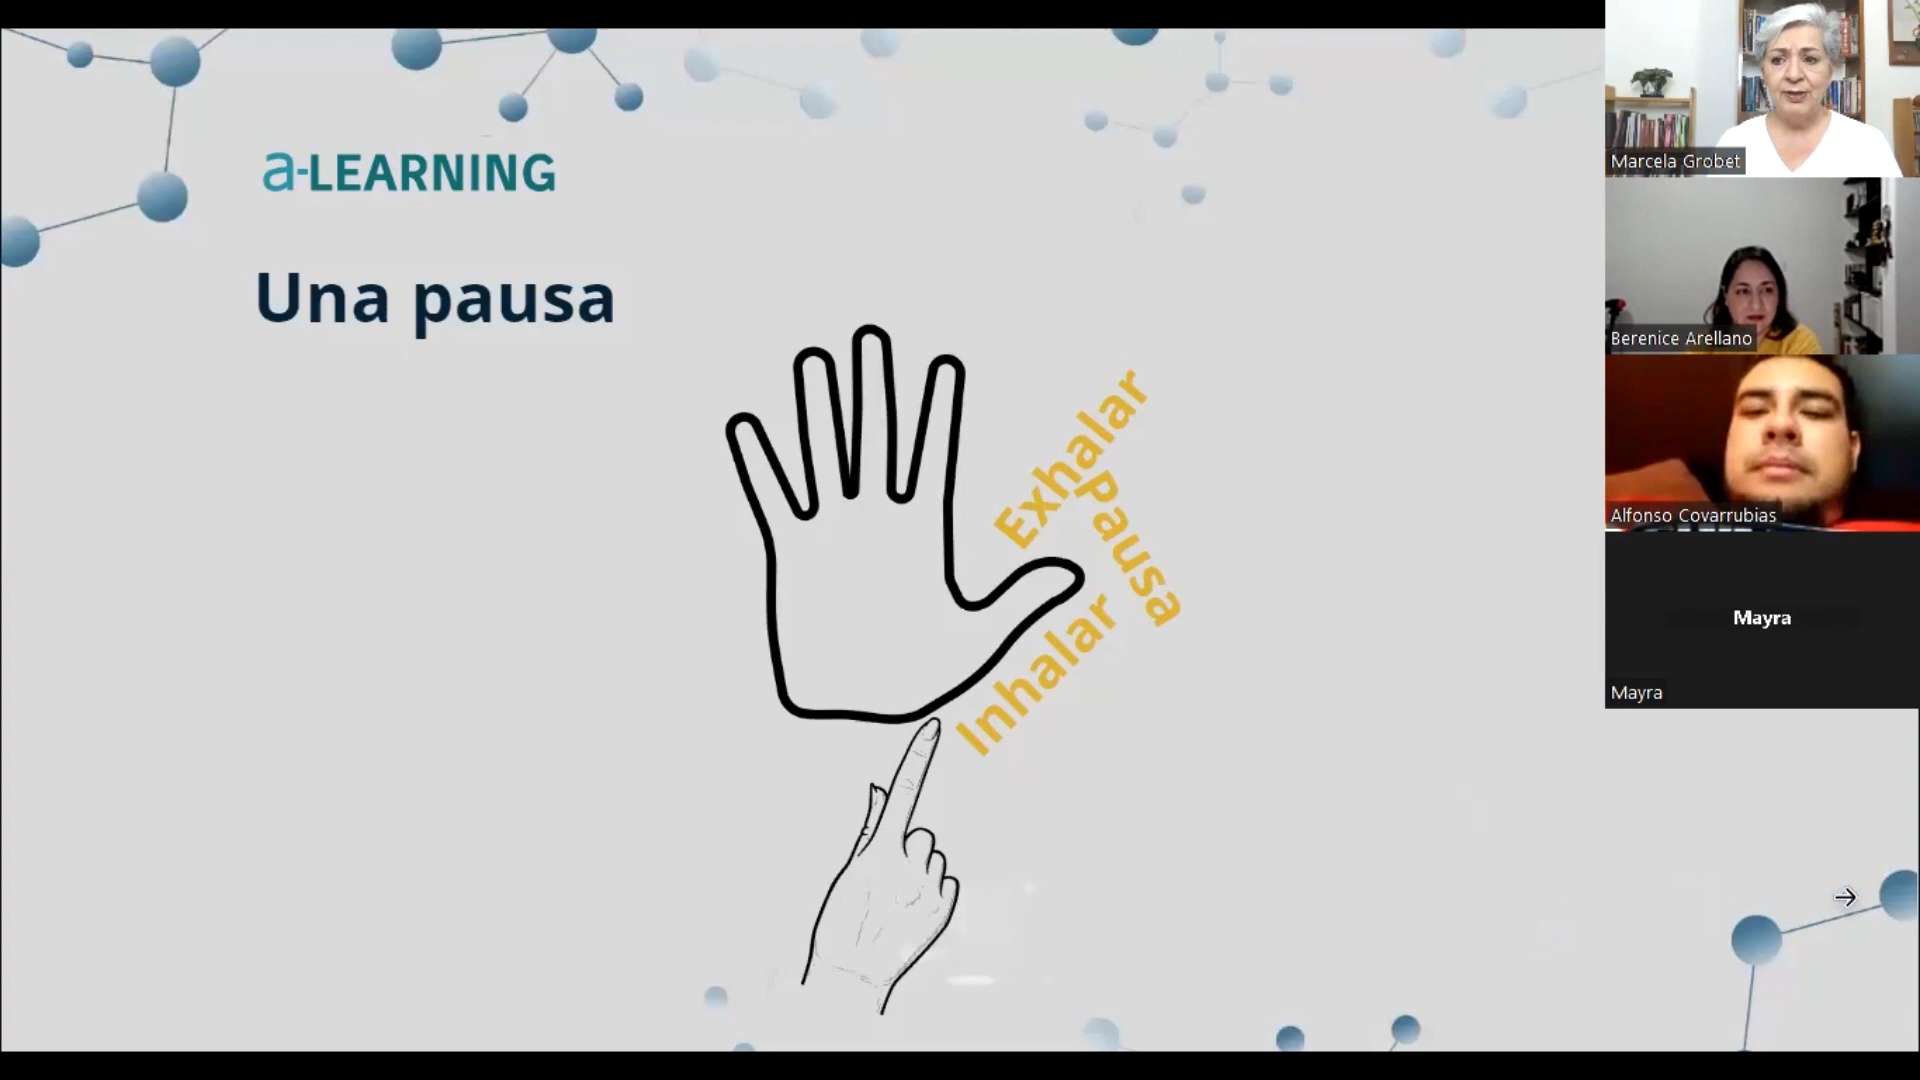 a-LEARNING
Una pausa
Exhalar
Pausa
Inhalar
Marcela Grobet
Berenice Arellano
Alfonso Covarrubias
Mayra
Mayra